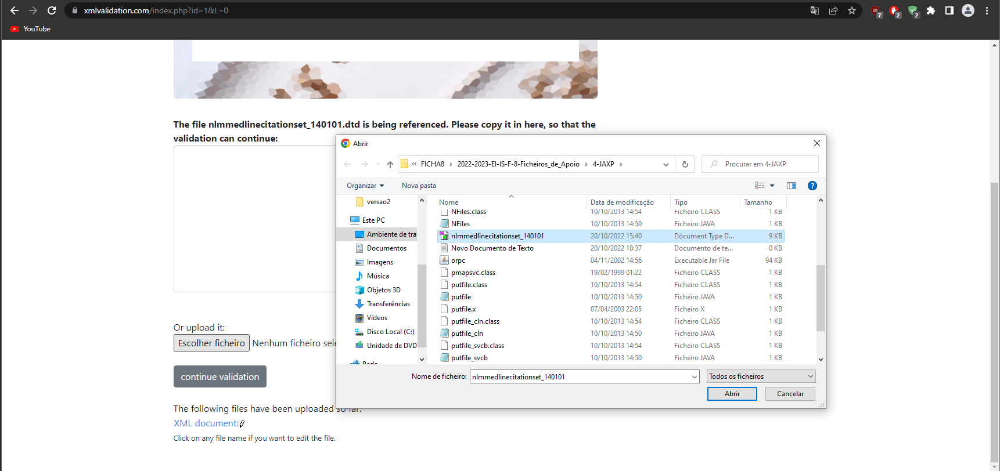 xmlvalidation.com/index.php?id=1&L=0
7
2
2
YouTube
The file nlmmedlinecitationset_140101.dtd is being referenced. Please copy it in here, so that the
validation can continue:
Abrir
« FICHA8 > 2022-2023-EI-IS-F-8-Ficheiros_de_Apoio > 4-JAXP >
Procurar em 4-JAXP
Organizar
Nova pasta
versao2
Este PC
Ambiente de tra
Documentos
Imagens
Música
Objetos 3D
Transferências
Vídeos
Disco Local (C:)
Unidade de DVD
Rede
Nome Data de modificação Tipo Tamanho
NFiles.class 10/10/2013 14:54 Ficheiro CLASS 1 KB
NFiles 10/10/2013 14:50 Ficheiro JAVA 1 KB
nlmmedlinecitationset_140101 20/10/2022 15:40 Document Type D... 9 KB
Novo Documento de Texto 20/10/2022 18:37 Documento de te... 0 KB
orpc 04/11/2002 14:56 Executable Jar File 94 KB
pmapsvc.class 19/02/1999 01:22 Ficheiro CLASS 1 KB
putfile.class 10/10/2013 14:54 Ficheiro CLASS 1 KB
putfile 10/10/2013 14:50 Ficheiro JAVA 1 KB
putfile.x 07/04/2003 22:05 Ficheiro X 1 KB
putfile_cln.class 10/10/2013 14:54 Ficheiro CLASS 1 KB
putfile_cln 10/10/2013 14:50 Ficheiro JAVA 1 KB
putfile_svcb.class 10/10/2013 14:54 Ficheiro CLASS 1 KB
putfile_svcb 10/10/2013 14:50 Ficheiro JAVA 1 KB
Nome de ficheiro: nlmmedlinecitationset_140101
Todos os ficheiros
Abrir
Cancelar
Or upload it:
Escolher ficheiro Nenhum ficheiro sele
continue validation
The following files have been uploaded so far:
XML document:
Click on any file name if you want to edit the file.